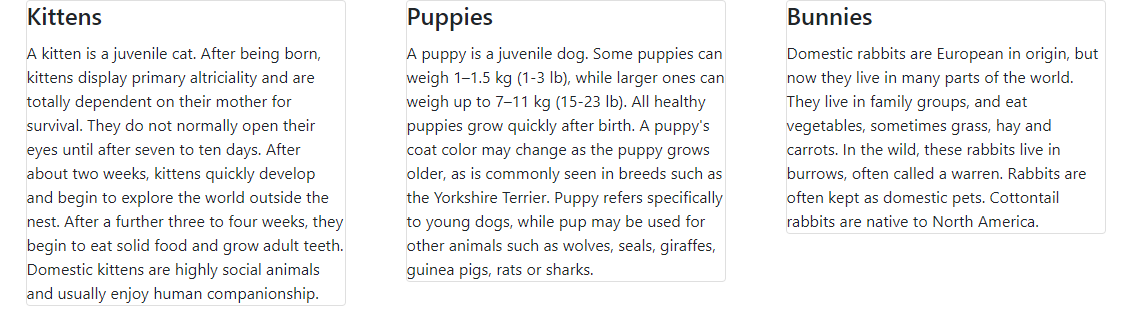 Kittens
A kitten is a juvenile cat. After being born,
kittens display primary altriciality and are
totally dependent on their mother for
survival. They do not normally open their
eyes until after seven to ten days. After
about two weeks, kittens quickly develop
and begin to explore the world outside the
nest. After a further three to four weeks, they
begin to eat solid food and grow adult teeth.
Domestic kittens are highly social animals
and usually enjoy human companionship.
Puppies
A puppy is a juvenile dog. Some puppies can
weigh 1–1.5 kg (1-3 lb), while larger ones can
weigh up to 7–11 kg (15-23 lb). All healthy
puppies grow quickly after birth. A puppy's
coat color may change as the puppy grows
older, as is commonly seen in breeds such as
the Yorkshire Terrier. Puppy refers specifically
to young dogs, while pup may be used for
other animals such as wolves, seals, giraffes,
guinea pigs, rats or sharks.
Bunnies
Domestic rabbits are European in origin, but
now they live in many parts of the world.
They live in family groups, and eat
vegetables, sometimes grass, hay and
carrots. In the wild, these rabbits live in
burrows, often called a warren. Rabbits are
often kept as domestic pets. Cottontail
rabbits are native to North America.